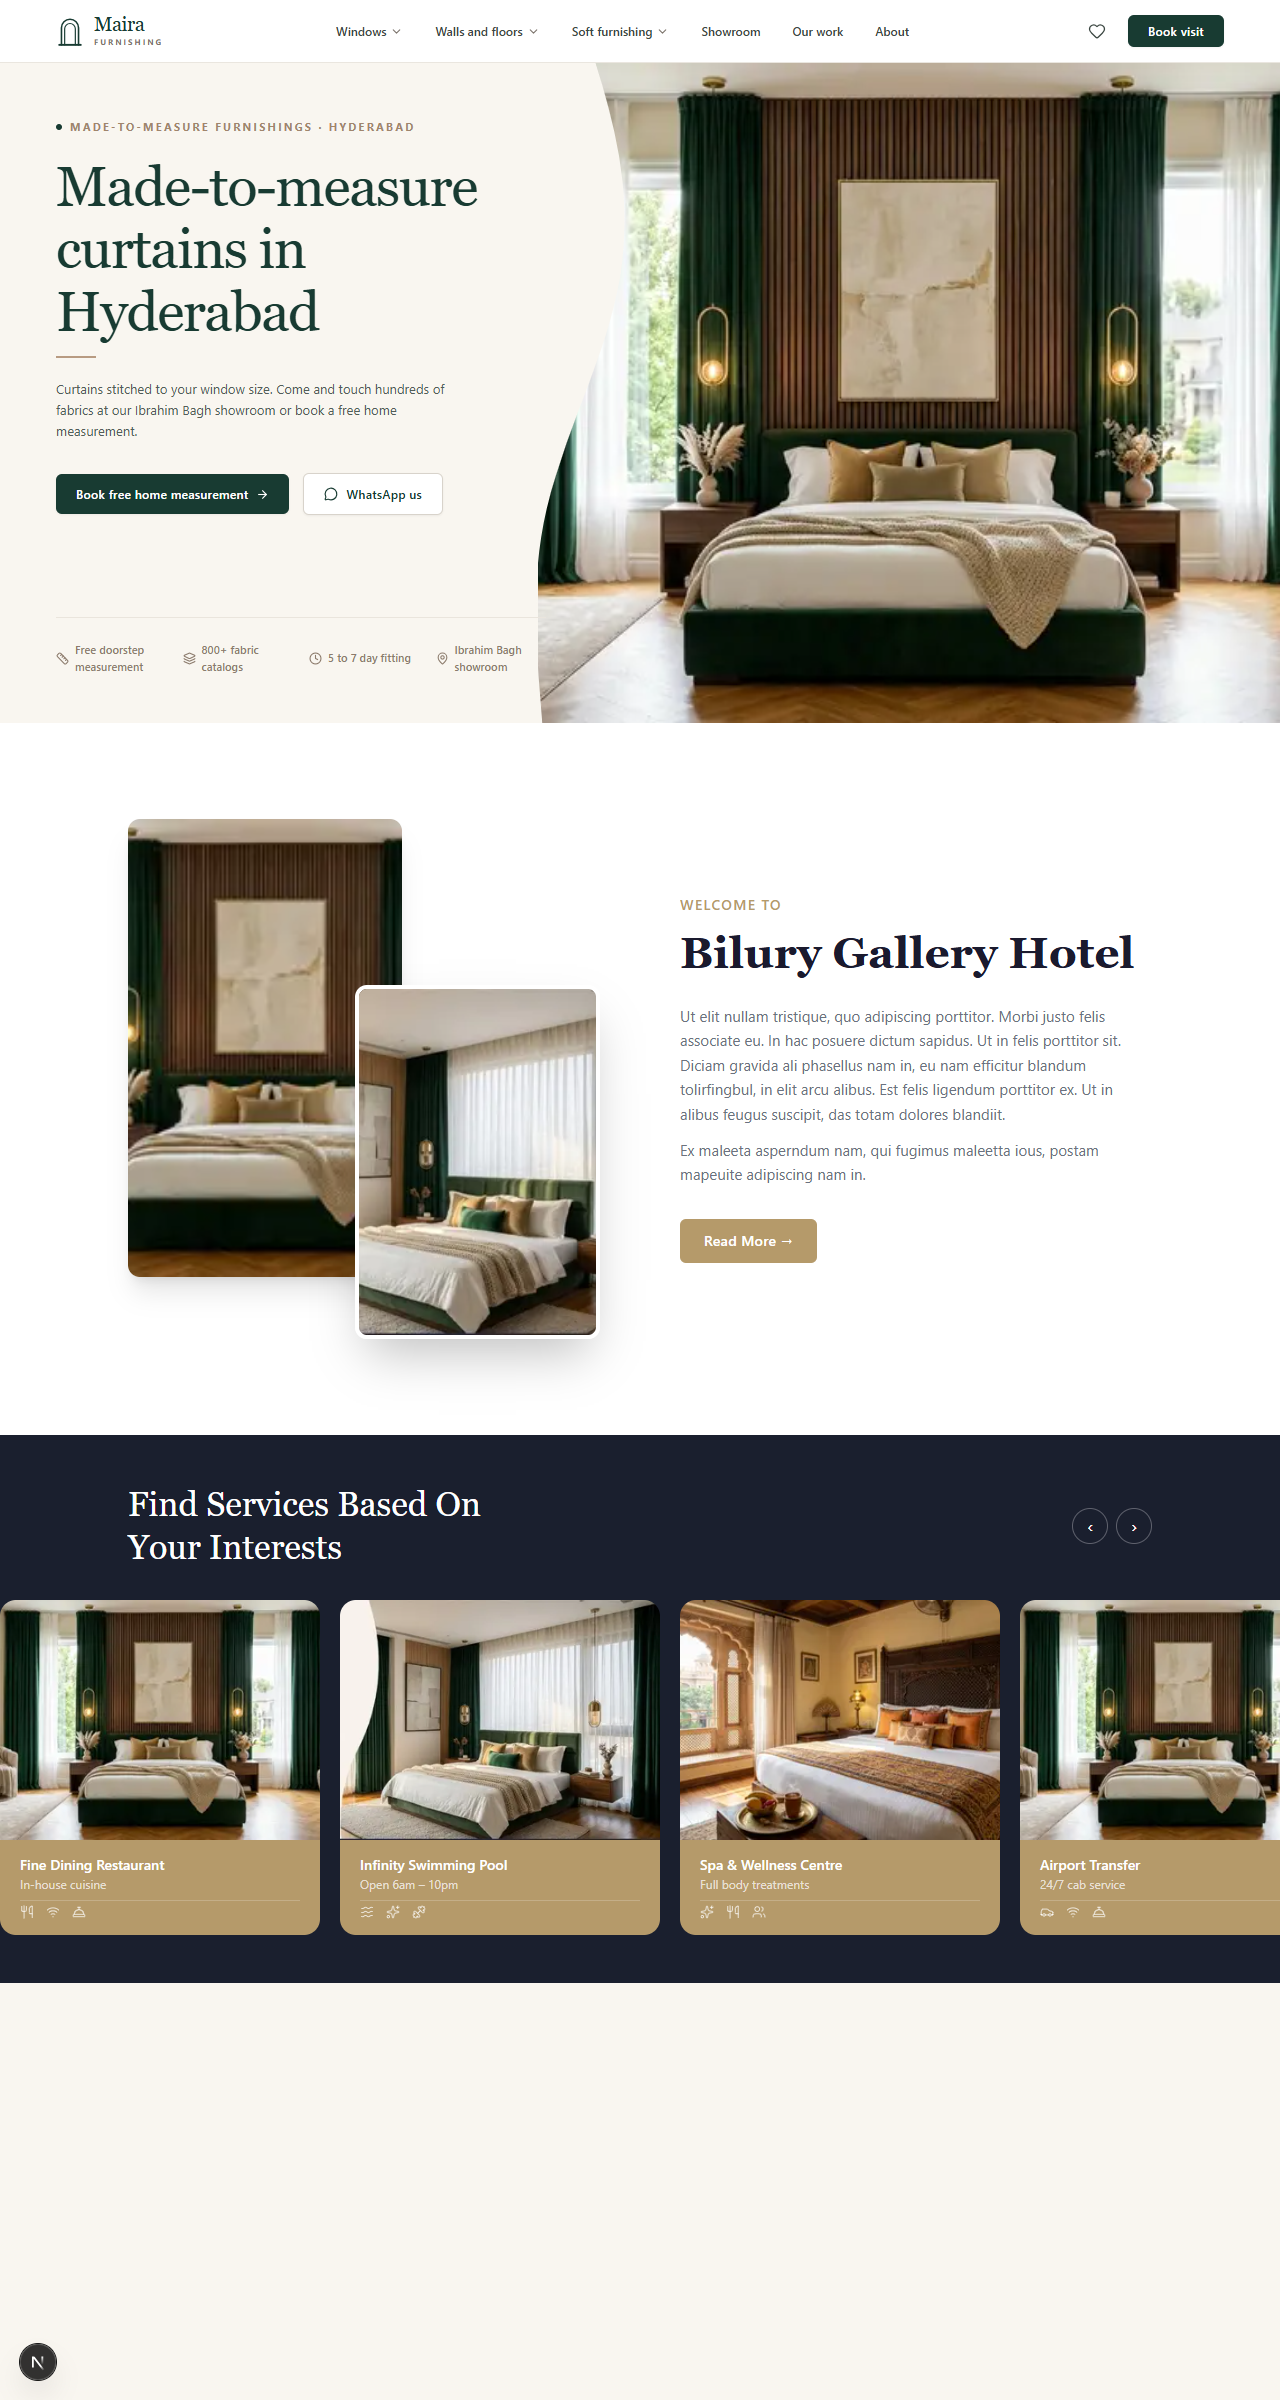 Maira
FURNISHING
Windows
Walls and floors
Soft furnishing
Showroom
Our work
About
Book visit
MADE-TO-MEASURE FURNISHINGS · HYDERABAD
Made-to-measure
curtains in
Hyderabad
Curtains stitched to your window size. Come and touch hundreds of
fabrics at our Ibrahim Bagh showroom or book a free home
measurement.
Book free home measurement →
WhatsApp us
Free doorstep
measurement
800+ fabric
catalogs
5 to 7 day fitting
Ibrahim Bagh
showroom
WELCOME TO
Bilury Gallery Hotel
Ut elit nullam tristique, quo adipiscing porttitor. Morbi justo felis
associate eu. In hac posuere dictum sapidus. Ut in felis porttitor sit.
Diciam gravida ali phasellus nam in, eu nam efficitur blandum
tolirfingbul, in elit arcu alibus. Est felis ligendum porttitor ex. Ut in
alibus feugus suscipit, das totam dolores blandiit.
Ex maleeta asperndum nam, qui fugimus maleetta ious, postam
mapeuite adipiscing nam in.
Read More →
Find Services Based On
Your Interests
‹ ›
Fine Dining Restaurant
In-house cuisine
Infinity Swimming Pool
Open 6am – 10pm
Spa & Wellness Centre
Full body treatments
Airport Transfer
24/7 cab service
N